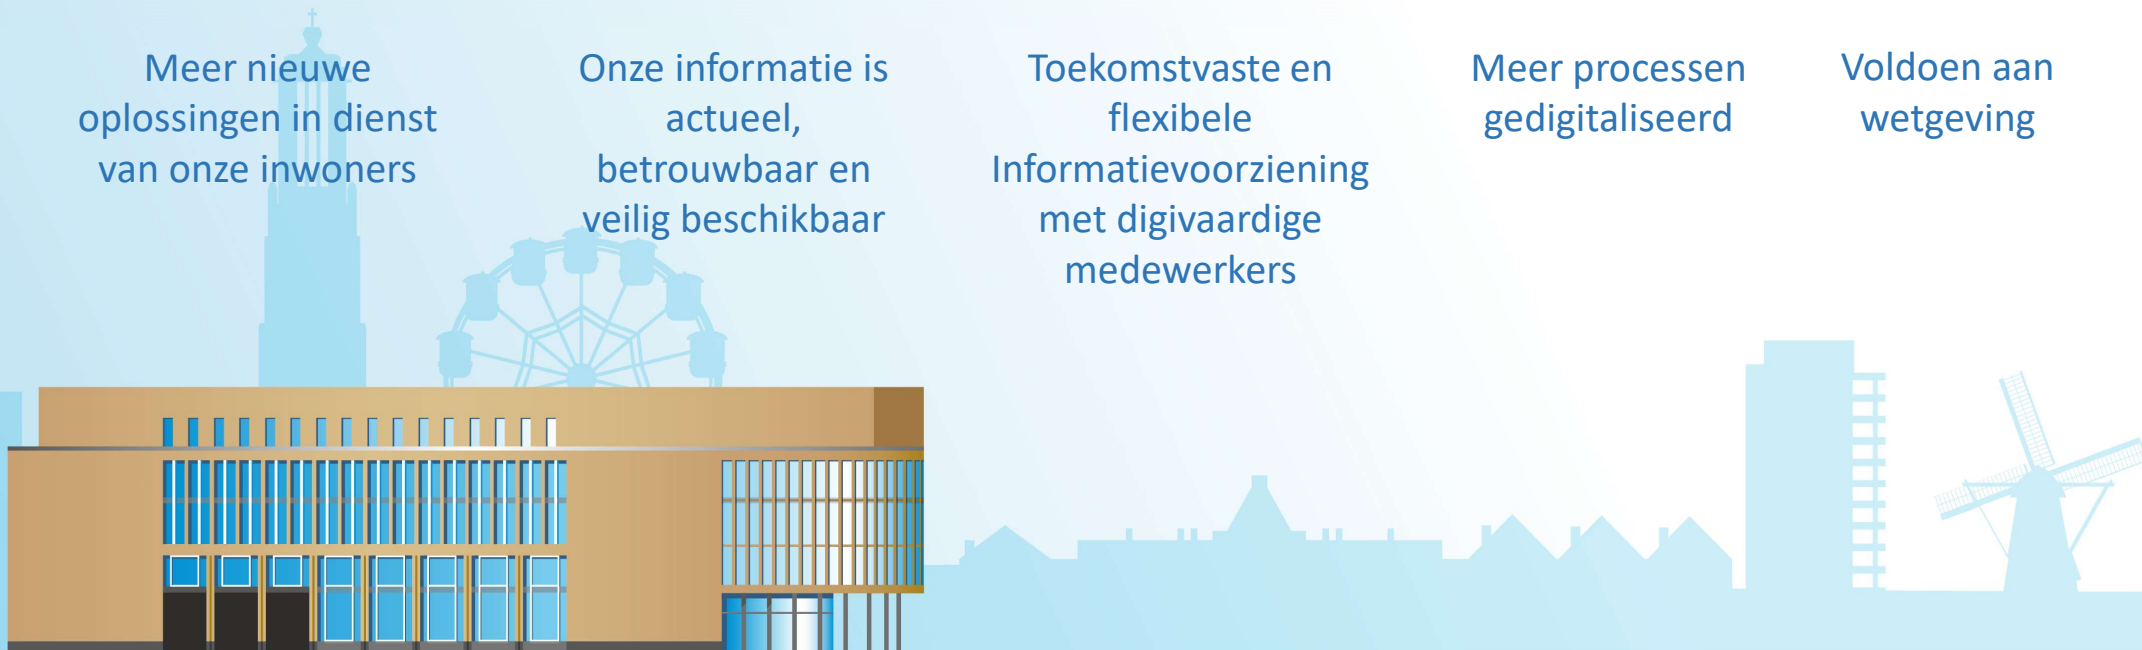 Meer nieuwe
oplossingen in dienst
van onze inwoners
Onze informatie is
actueel,
betrouwbaar en
veilig beschikbaar
Toekomstvaste en
flexibele
Informatievoorziening
met digivaardige
medewerkers
Meer processen
gedigitaliseerd
Voldoen aan
wetgeving